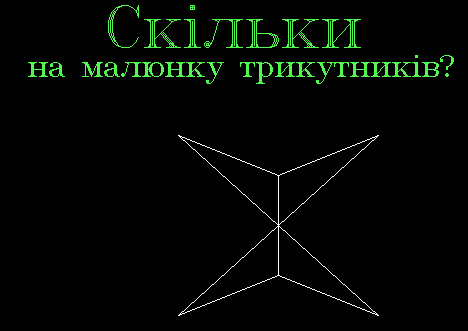 Скільки
на малюнку трикутників?